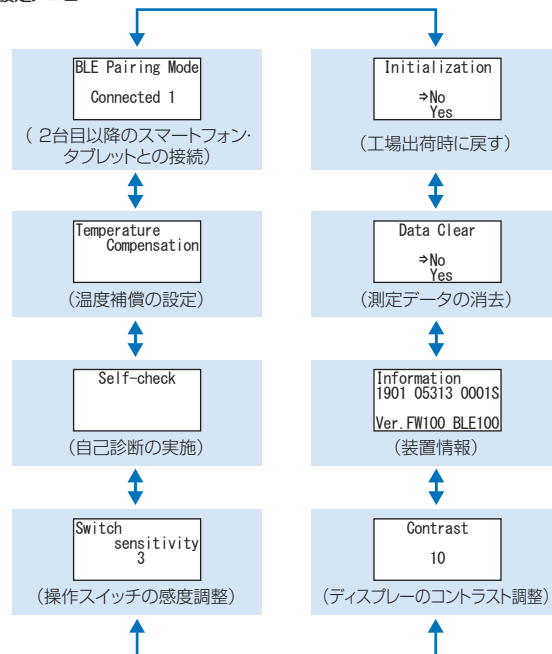 BLE Pairing Mode
Connected 1
( 2台目以降のスマートフォン・
タブレットとの接続)
Temperature
Compensation
(温度補償の設定)
Self-check
(自己診断の実施)
Switch
sensitivity
3
(操作スイッチの感度調整)
Initialization
⇒No
Yes
(工場出荷時に戻す)
Data Clear
⇒No
Yes
(測定データの消去)
Information
1901 05313 0001S
Ver.FW100 BLE100
(装置情報)
Contrast
10
(ディスプレーのコントラスト調整)